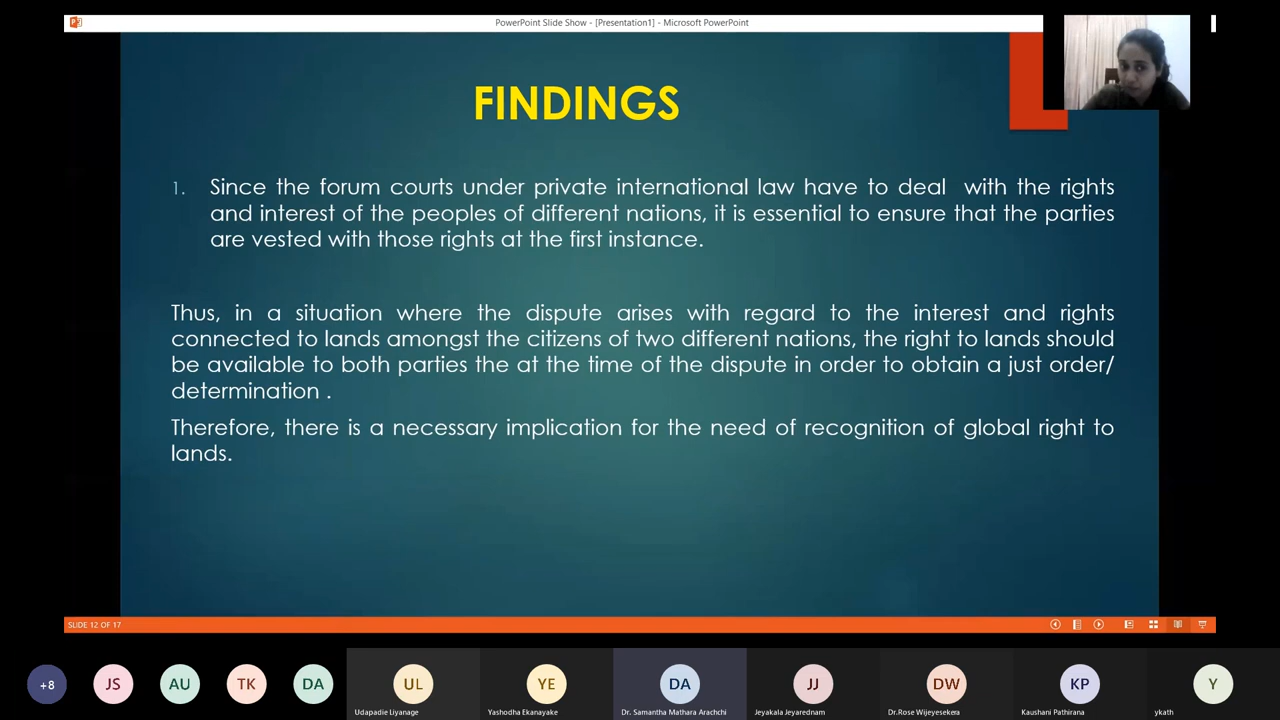 PowerPoint Slide Show - [Presentation1] - Microsoft PowerPoint
FINDINGS
1. Since the forum courts under private international law have to deal with the rights
and interest of the peoples of different nations, it is essential to ensure that the parties
are vested with those rights at the first instance.
Thus, in a situation where the dispute arises with regard to the interest and rights
connected to lands amongst the citizens of two different nations, the right to lands should
be available to both parties the at the time of the dispute in order to obtain a just order/
determination .
Therefore, there is a necessary implication for the need of recognition of global right to
lands.
SLIDE 12 OF 17
+8 JS AU TK DA UL YE DA JJ DW KP Y
Udapadie Liyanage Yashodha Ekanayake Dr. Samantha Mathara Arachchi Jeyakala Jeyarednam Dr.Rose Wijeyesekera Kaushani Pathirana ykath